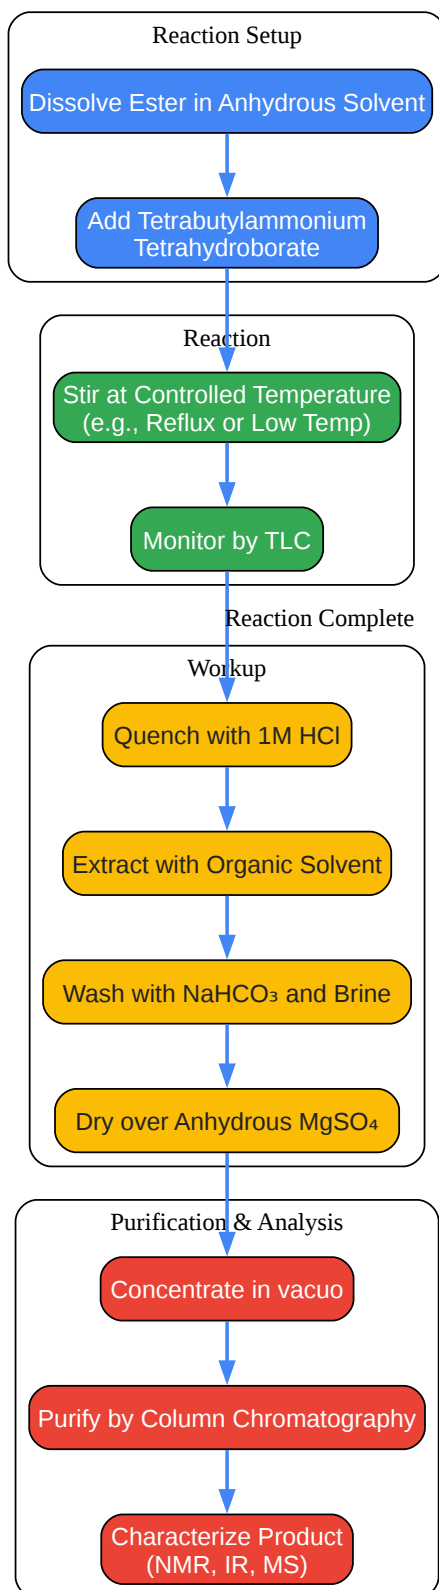 Reaction Setup
Dissolve Ester in Anhydrous Solvent
Add Tetrabutylammonium
Tetrahydroborate
Reaction
Stir at Controlled Temperature
(e.g., Reflux or Low Temp)
Monitor by TLC
Reaction Complete
Workup
Quench with 1M HCl
Extract with Organic Solvent
Wash with NaHCO₃ and Brine
Dry over Anhydrous MgSO₄
Purification & Analysis
Concentrate in vacuo
Purify by Column Chromatography
Characterize Product
(NMR, IR, MS)